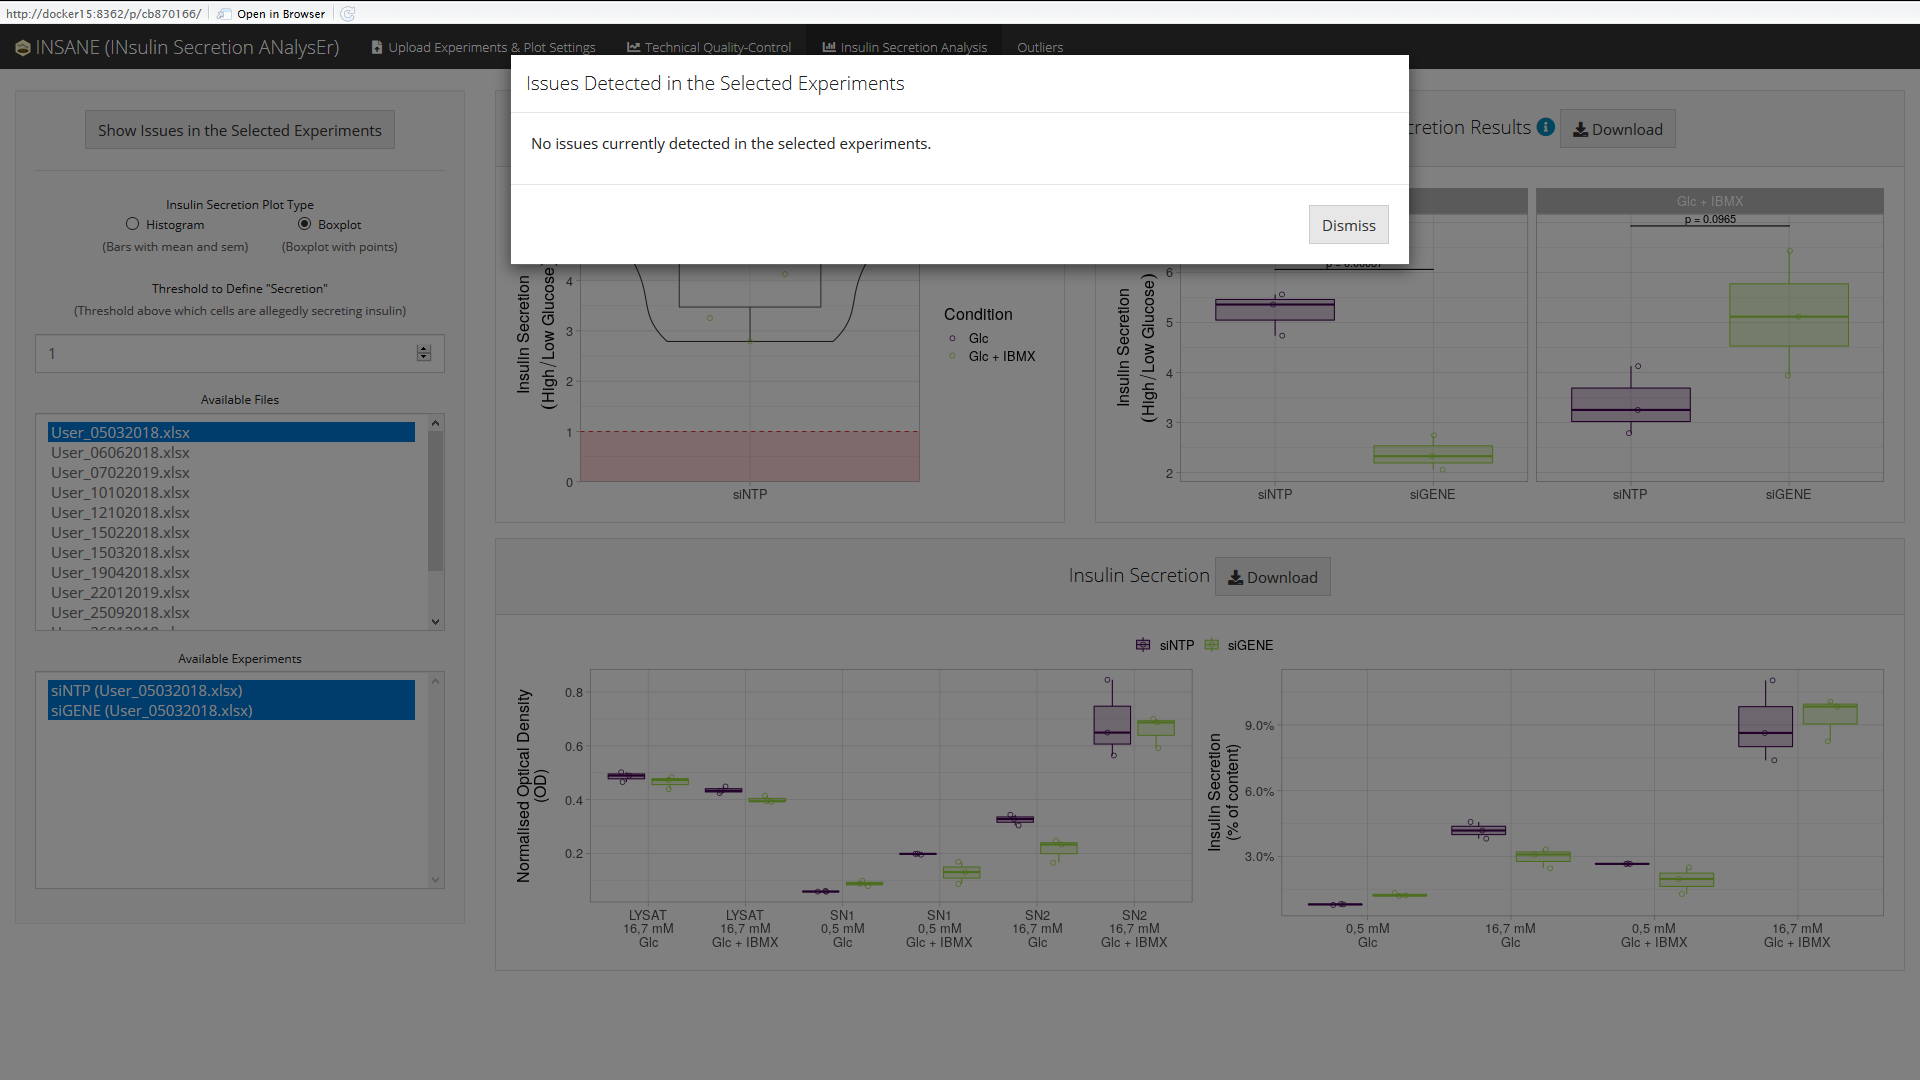 http://docker15:8362/p/cb870166/
Open in Browser
INSANE (INsulin Secretion ANalysEr)
Upload Experiments & Plot Settings
Technical Quality-Control
Insulin Secretion Analysis
Outliers
Issues Detected in the Selected Experiments
No issues currently detected in the selected experiments.
Dismiss
Show Issues in the Selected Experiments
Insulin Secretion Plot Type
Histogram
(Bars with mean and sem)
Boxplot
(Boxplot with points)
Threshold to Define "Secretion"
(Threshold above which cells are allegedly secreting insulin)
1
Available Files
User_05032018.xlsx
User_06062018.xlsx
User_07022019.xlsx
User_10102018.xlsx
User_12102018.xlsx
User_15022018.xlsx
User_15032018.xlsx
User_19042018.xlsx
User_22012019.xlsx
User_25092018.xlsx
Available Experiments
siNTP (User_05032018.xlsx)
siGENE (User_05032018.xlsx)
Insulin Secretion
(High/Low Glucose)
4
3
2
1
0
siNTP
Condition
Glc
Glc + IBMX
cretion Results
Download
Glc + IBMX
p = 0.0965
Insulin Secretion
(High/Low Glucose)
6
5
4
3
2
siNTP
siGENE
siNTP
siGENE
Insulin Secretion
Download
siNTP
siGENE
Normalised Optical Density
(OD)
0.8
0.6
0.4
0.2
LYSAT
16,7 mM
Glc
LYSAT
16,7 mM
Glc + IBMX
SN1
0,5 mM
Glc
SN1
0,5 mM
Glc + IBMX
SN2
16,7 mM
Glc
SN2
16,7 mM
Glc + IBMX
Insulin Secretion
(% of content)
9.0%
6.0%
3.0%
0,5 mM
Glc
16,7 mM
Glc
0,5 mM
Glc + IBMX
16,7 mM
Glc + IBMX